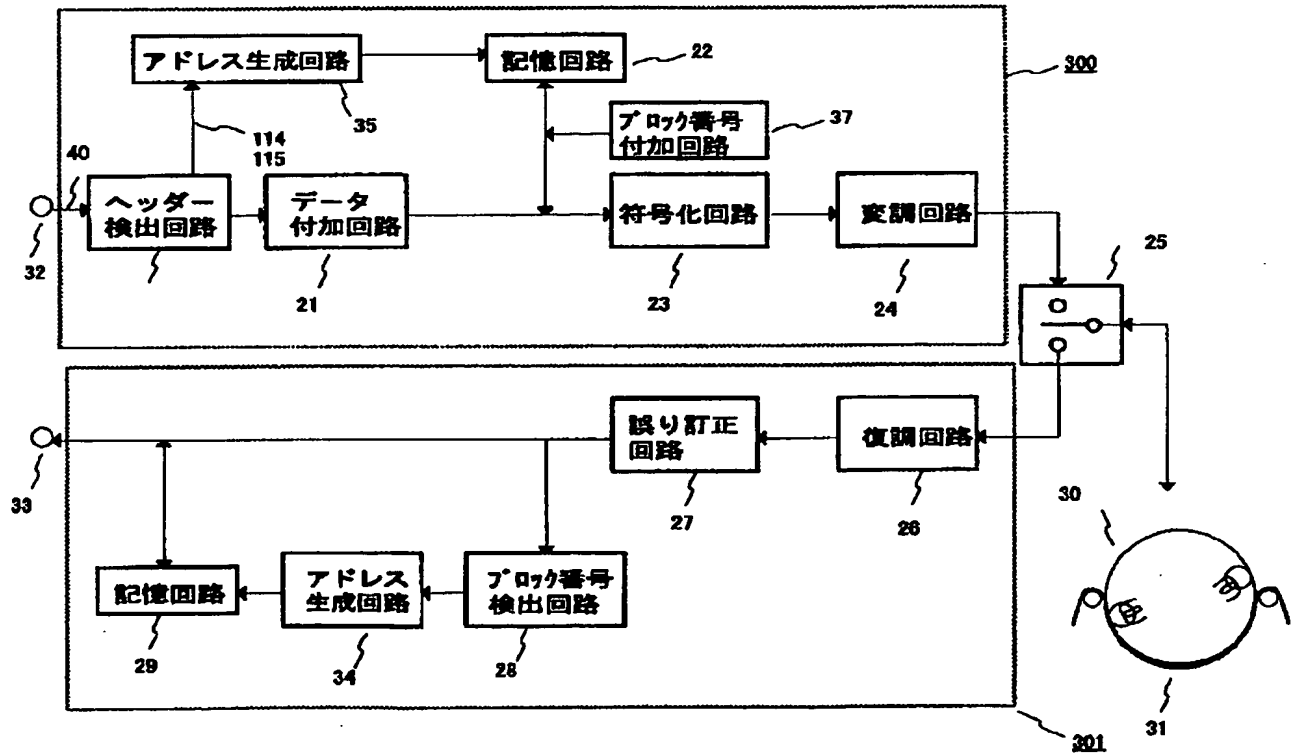 アドレス生成回路
記憶回路
22
300
35
ブロック番号
付加回路
37
114
115
40
ヘッダー
検出回路
データ
付加回路
符号化回路
変調回路
32
21
23
24
25
33
誤り訂正
回路
復調回路
27
26
30
記憶回路
アドレス
生成回路
ブロック番号
検出回路
29
34
28
31
301